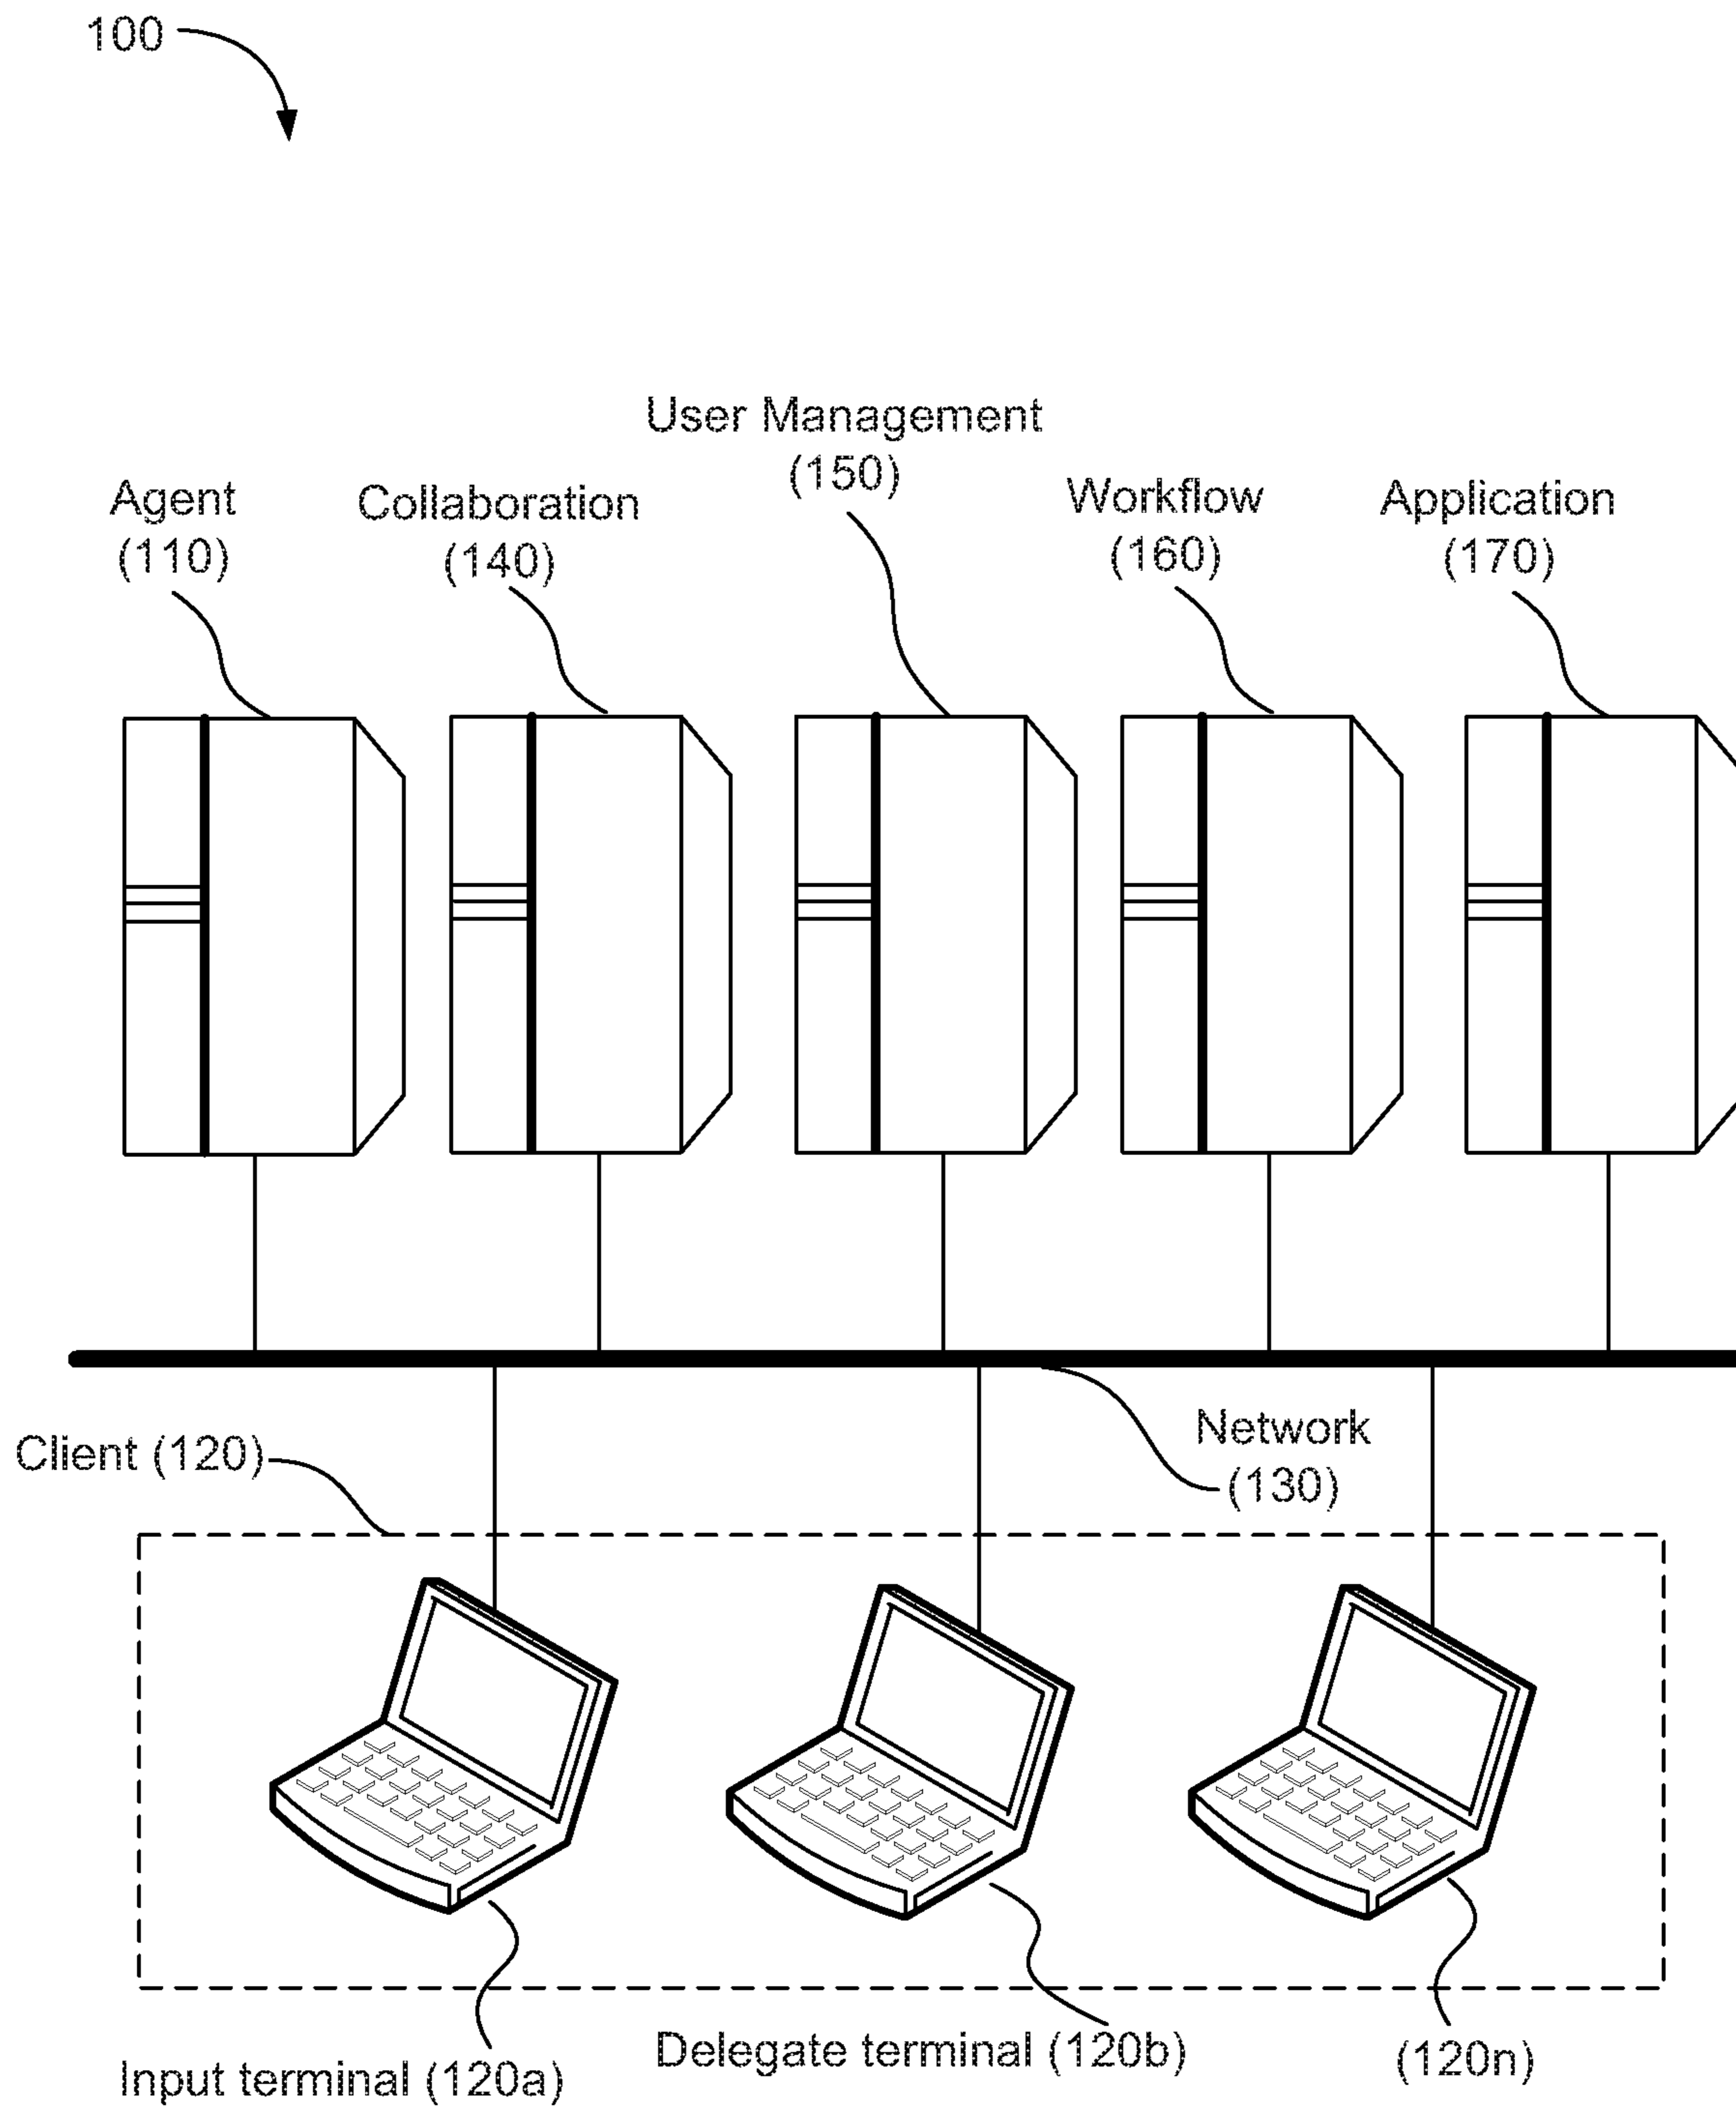 100
User Management
(150)
Agent
(110)
Collaboration
(140)
Workflow
(160)
Application
(170)
Client (120)
Network
(130)
Input terminal (120a)
Delegate terminal (120b)
(120n)